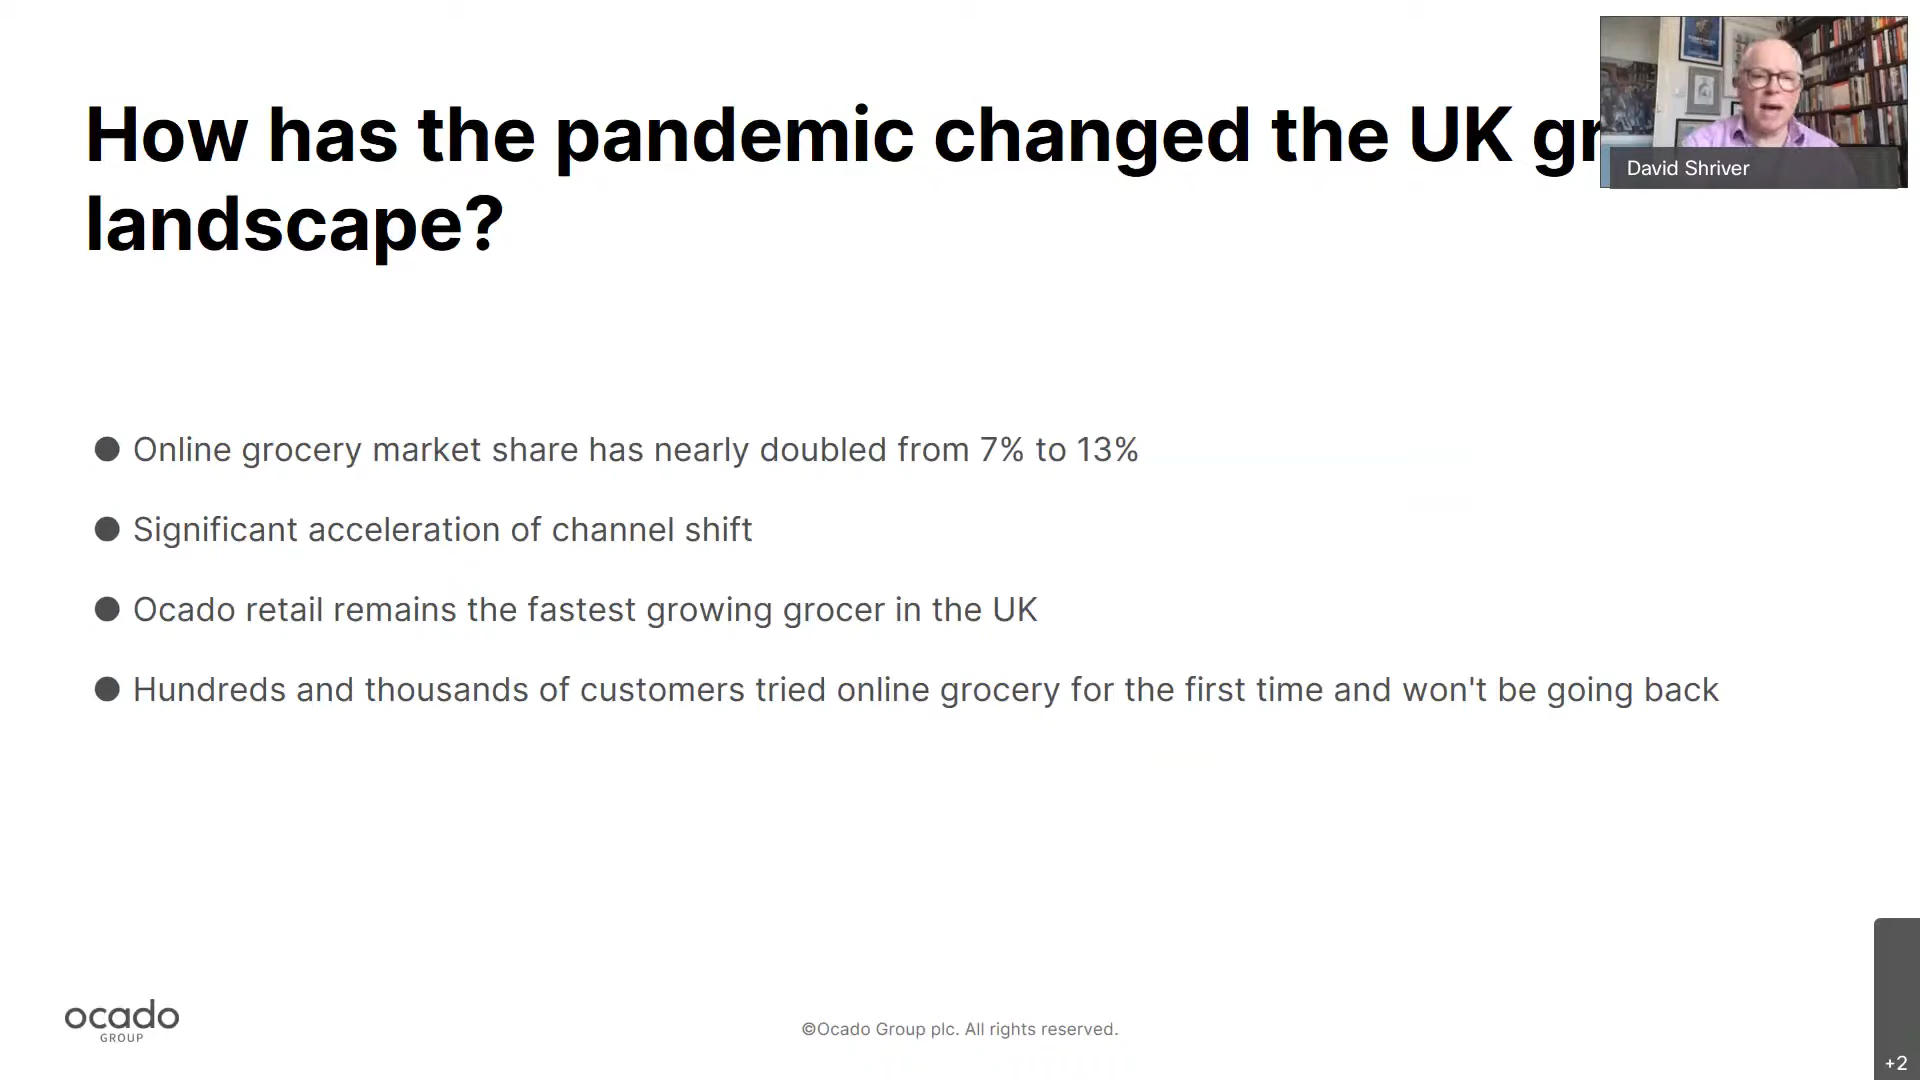 How has the pandemic changed the UK gr
landscape?
David Shriver
● Online grocery market share has nearly doubled from 7% to 13%
● Significant acceleration of channel shift
● Ocado retail remains the fastest growing grocer in the UK
● Hundreds and thousands of customers tried online grocery for the first time and won't be going back
ocado
GROUP
©Ocado Group plc. All rights reserved.
+2